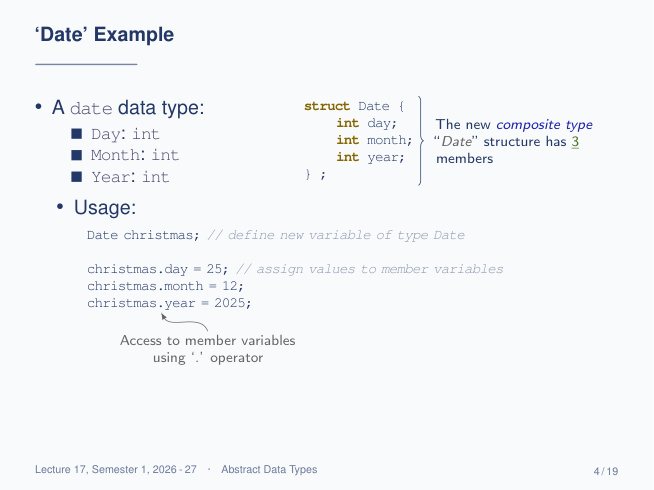 ‘Date’ Example
• A date data type:
■ Day: int
■ Month: int
■ Year: int
struct Date {
int day;
int month;
int year;
} ;
The new composite type
“Date” structure has 3
members
• Usage:
Date christmas; // define new variable of type Date
christmas.day = 25; // assign values to member variables
christmas.month = 12;
christmas.year = 2025;
Access to member variables
using ‘.’ operator
Lecture 17, Semester 1, 2026 - 27 · Abstract Data Types
4 / 19